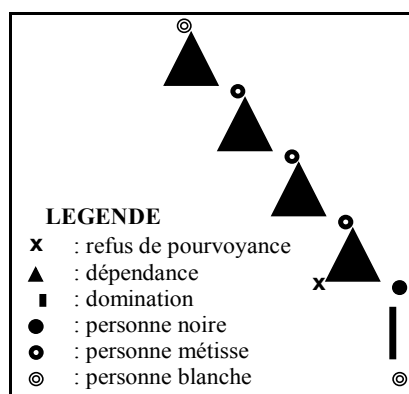 LEGENDE
x : refus de pourvoyance
: dépendance
: domination
: personne noire
: personne métisse
: personne blanche
x